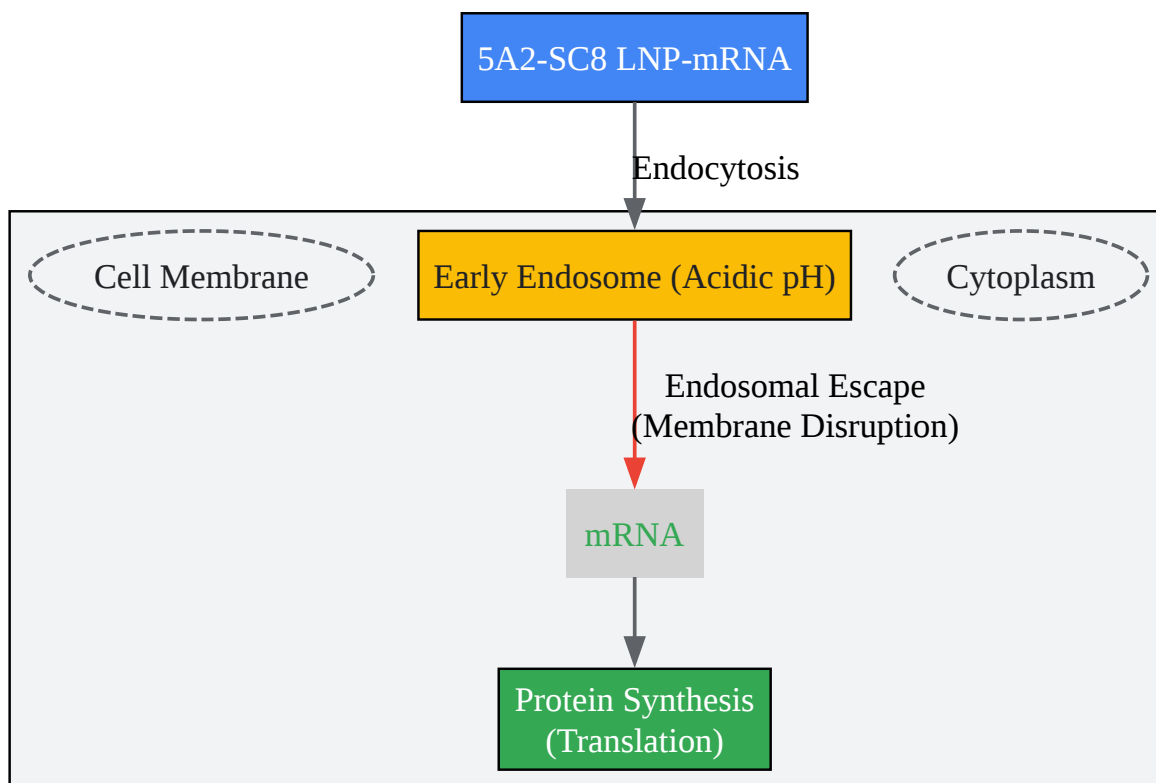 5A2-SC8 LNP-mRNA
Endocytosis
Cell Membrane
Early Endosome (Acidic pH)
Cytoplasm
Endosomal Escape
(Membrane Disruption)
mRNA
Protein Synthesis
(Translation)